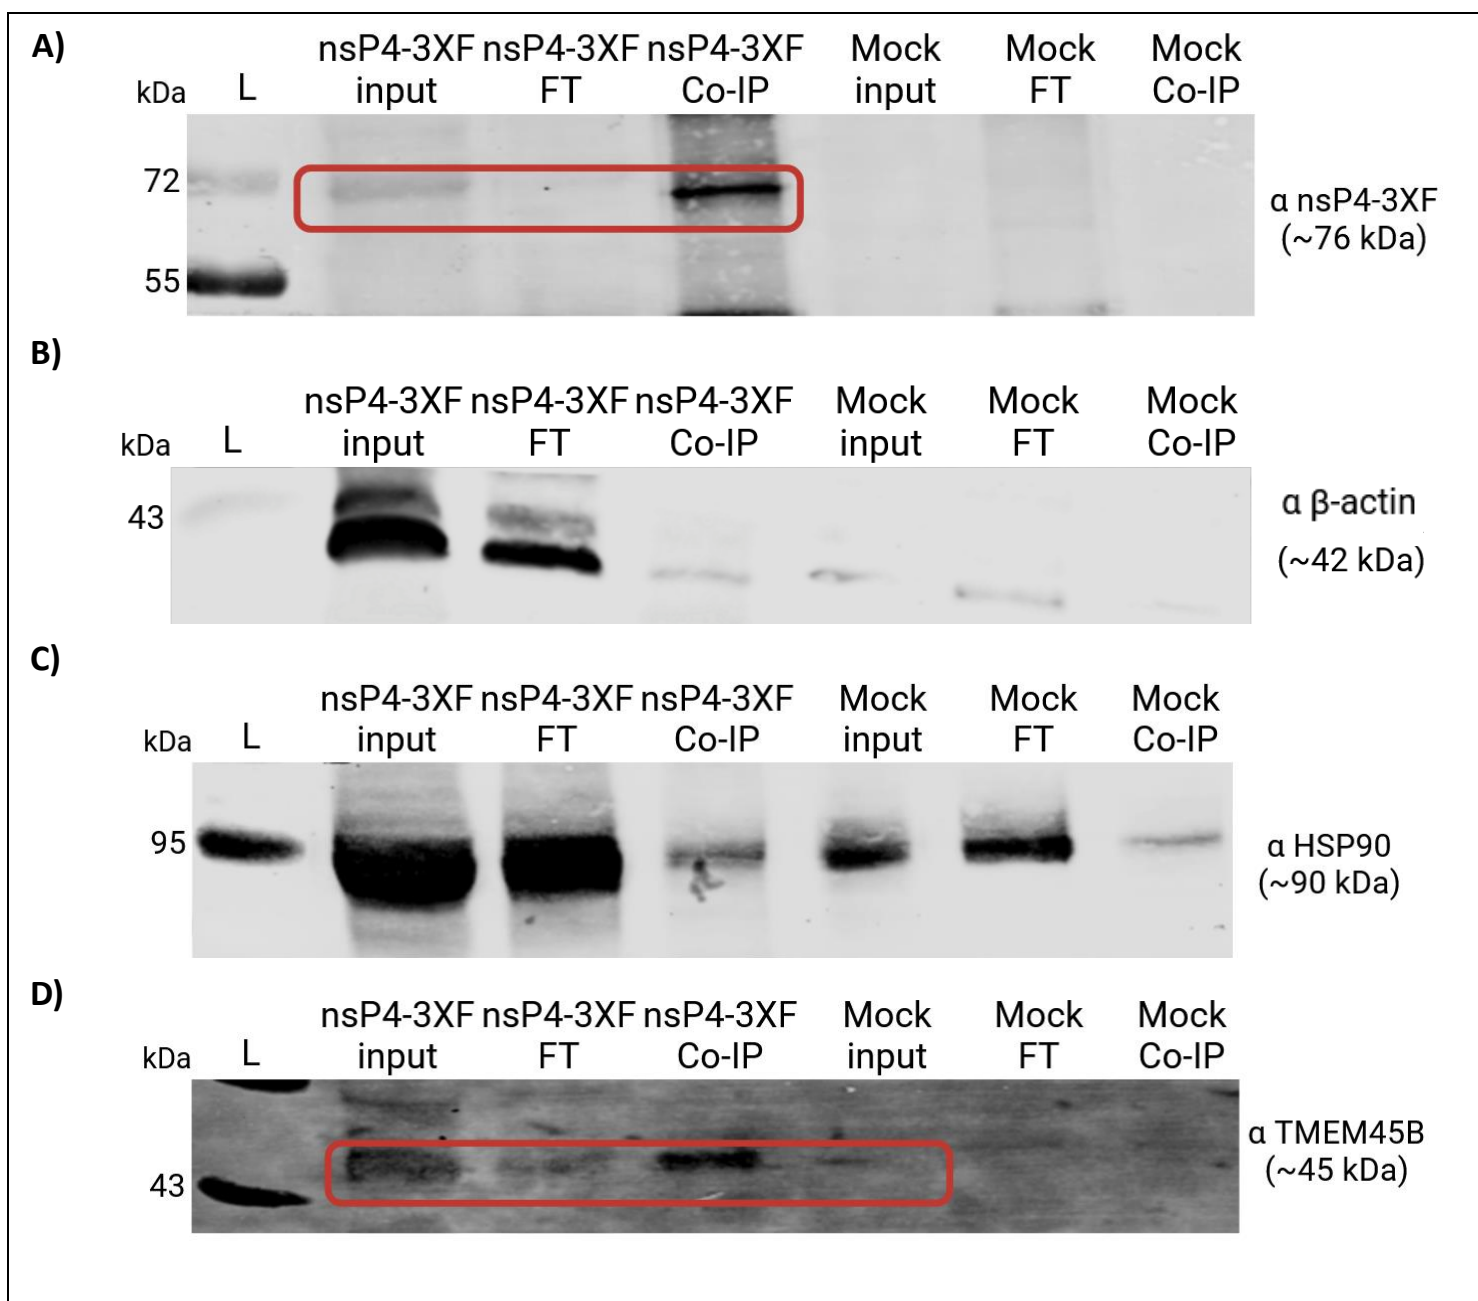 A)
nsP4-3XF nsP4-3XF nsP4-3XF Mock Mock Mock
kDa L input FT Co-IP input FT Co-IP
72
55
α nsP4-3XF
(~76 kDa)
B)
nsP4-3XF nsP4-3XF nsP4-3XF Mock Mock Mock
kDa L input FT Co-IP input FT Co-IP
43
α β-actin
(~42 kDa)
C)
nsP4-3XF nsP4-3XF nsP4-3XF Mock Mock Mock
kDa L input FT Co-IP input FT Co-IP
95
α HSP90
(~90 kDa)
D)
nsP4-3XF nsP4-3XF nsP4-3XF Mock Mock Mock
kDa L input FT Co-IP input FT Co-IP
43
α TMEM45B
(~45 kDa)